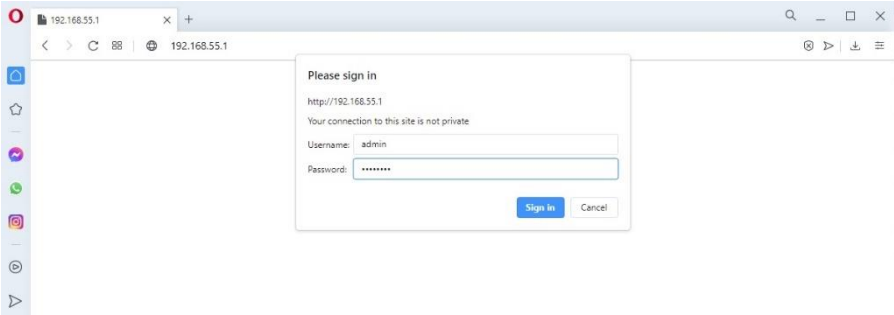 192.168.55.1
192.168.55.1
Please sign in
http://192.168.55.1
Your connection to this site is not private
Username: admin
Password: ••••••••
Sign in Cancel